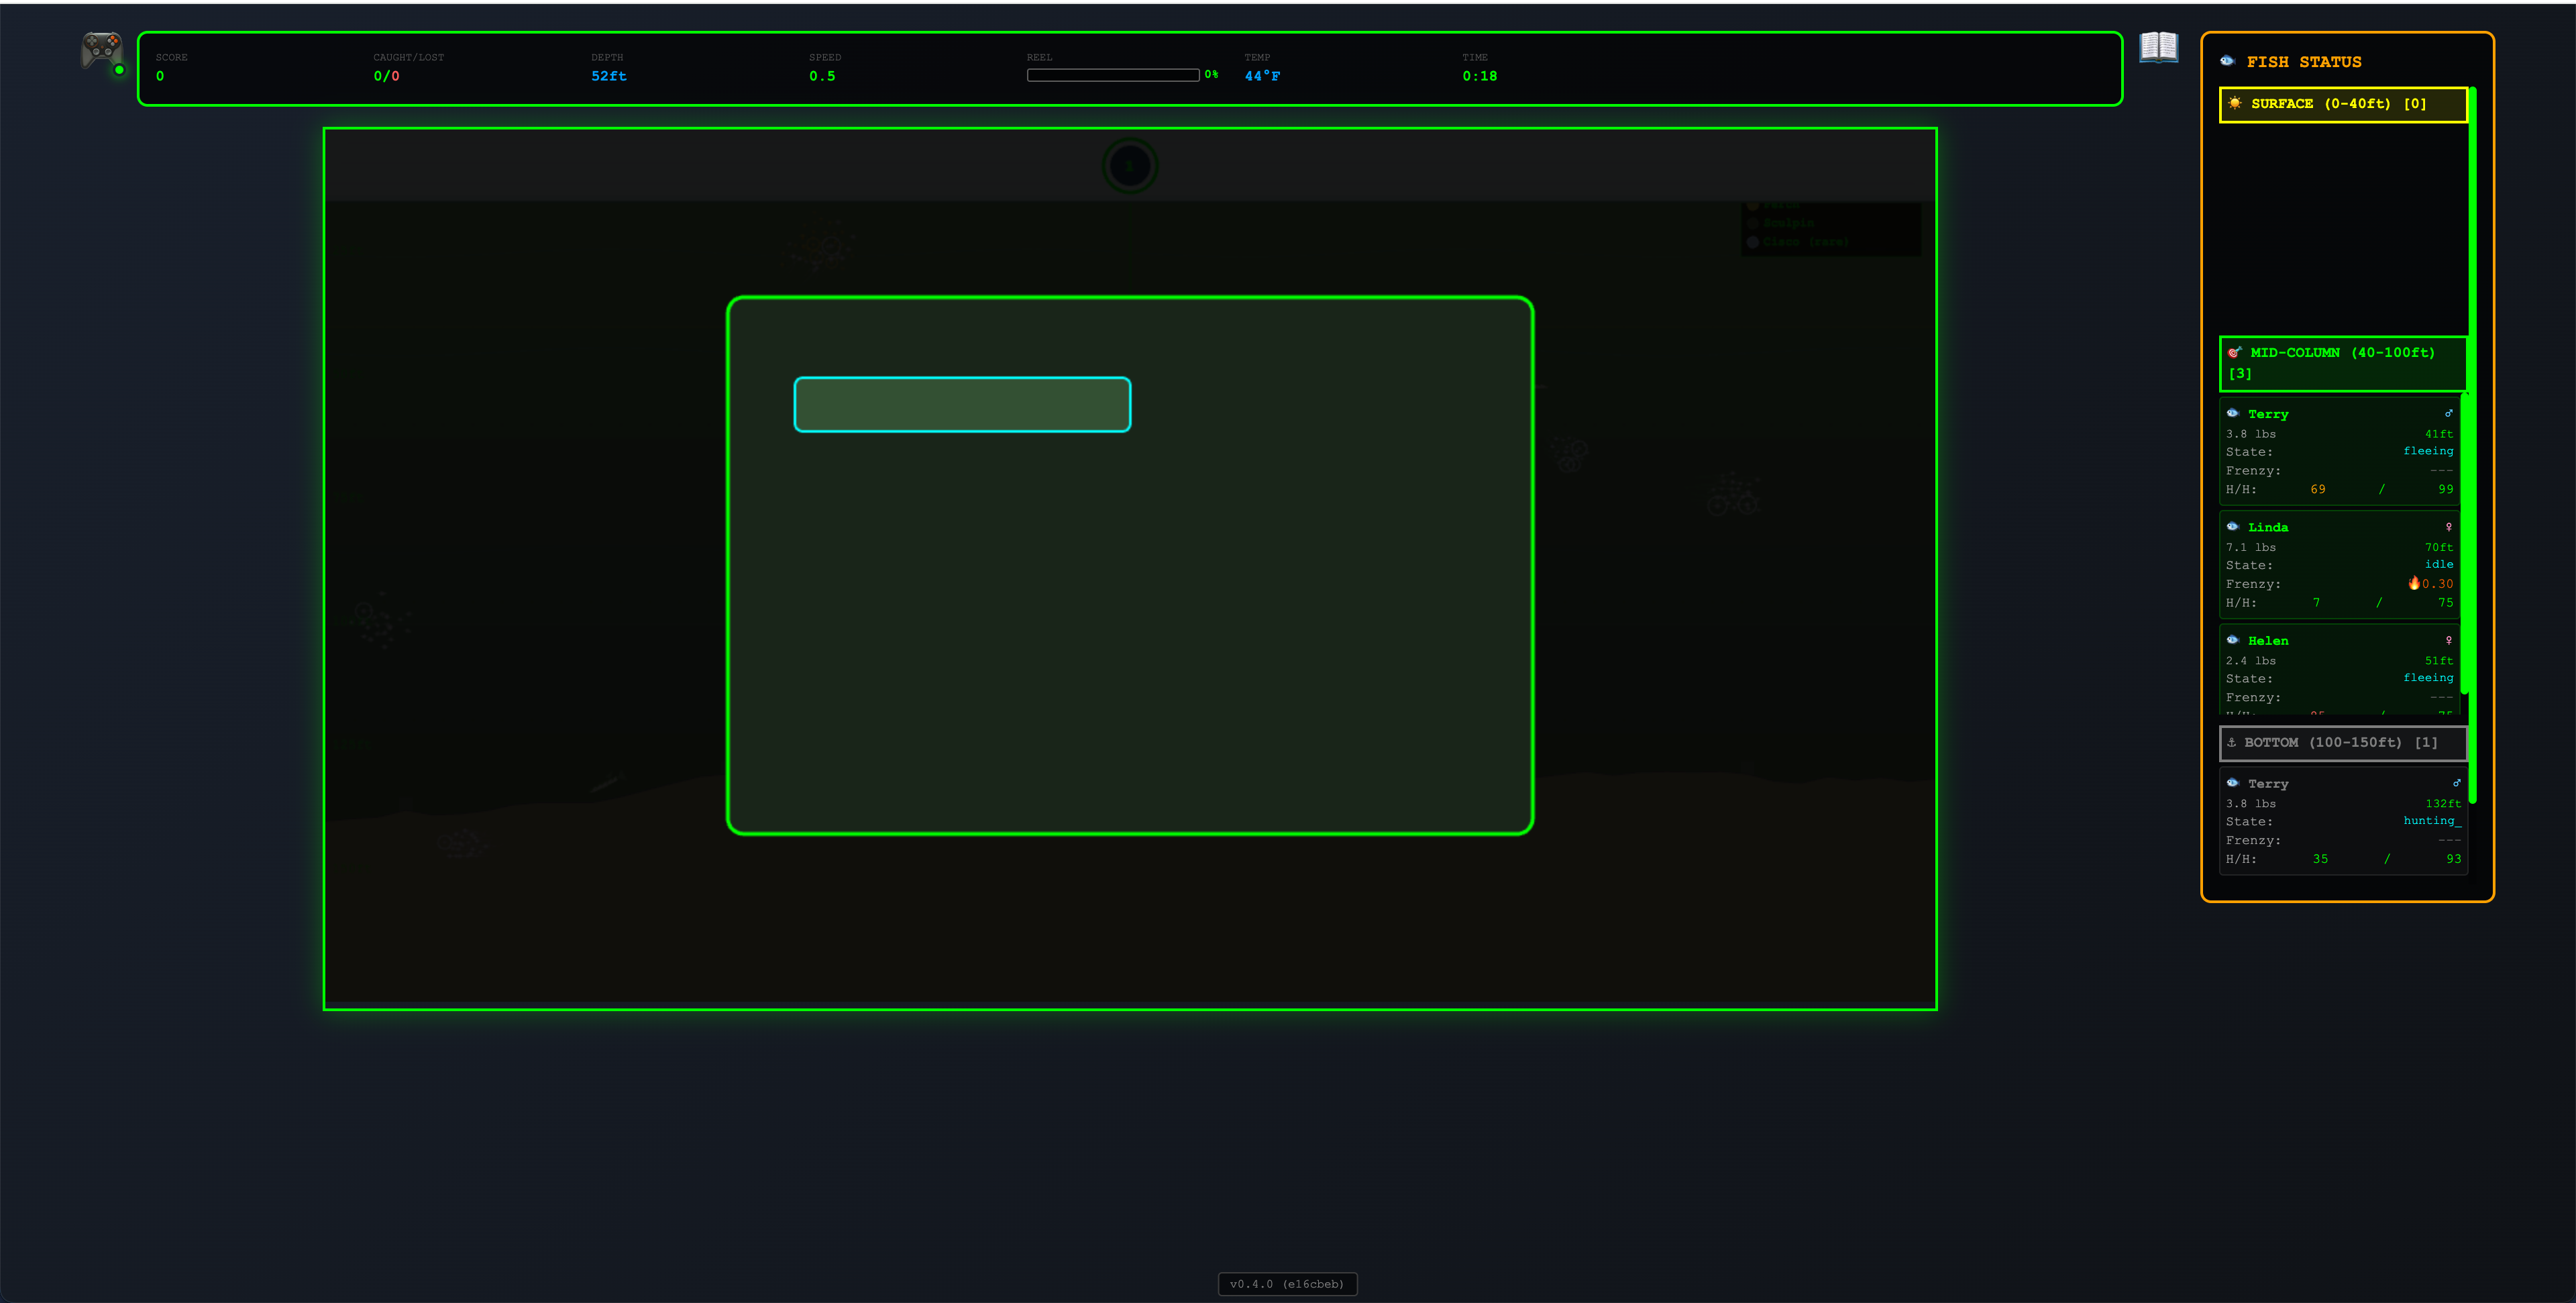 SCORE
0
CAUGHT/LOST
0/0
DEPTH
52ft
SPEED
0.5
REEL
0%
TEMP
44°F
TIME
0:18
Sculpin
Cisco (rare)
FISH STATUS
SURFACE (0-40ft) [0]
MID-COLUMN (40-100ft)
[3]
Terry ♂
3.8 lbs 41ft
State: fleeing
Frenzy: ---
H/H: 69 / 99
Linda ♀
7.1 lbs 70ft
State: idle
Frenzy: 🔥0.30
H/H: 7 / 75
Helen ♀
2.4 lbs 51ft
State: fleeing
Frenzy: ---
BOTTOM (100-150ft) [1]
Terry ♂
3.8 lbs 132ft
State: hunting_
Frenzy: ---
H/H: 35 / 93
v0.4.0 (e16cbeb)